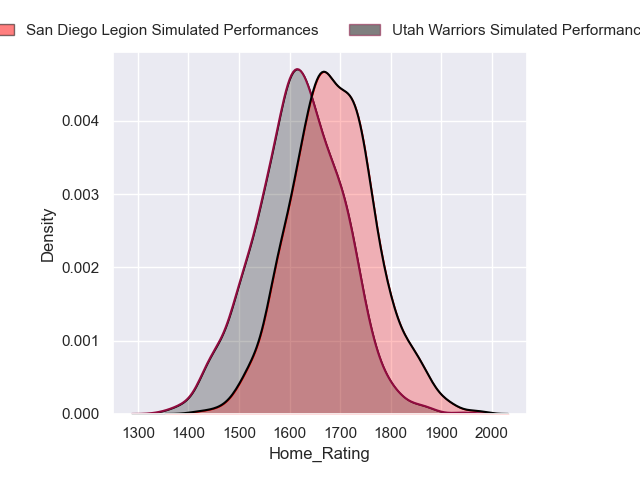 San Diego Legion Simulated Performances
Utah Warriors Simulated
0.004
0.003
0.002
0.001
0.000
Density
1300 1400 1500 1600 1700 1800 1900 2000
Home_Rating